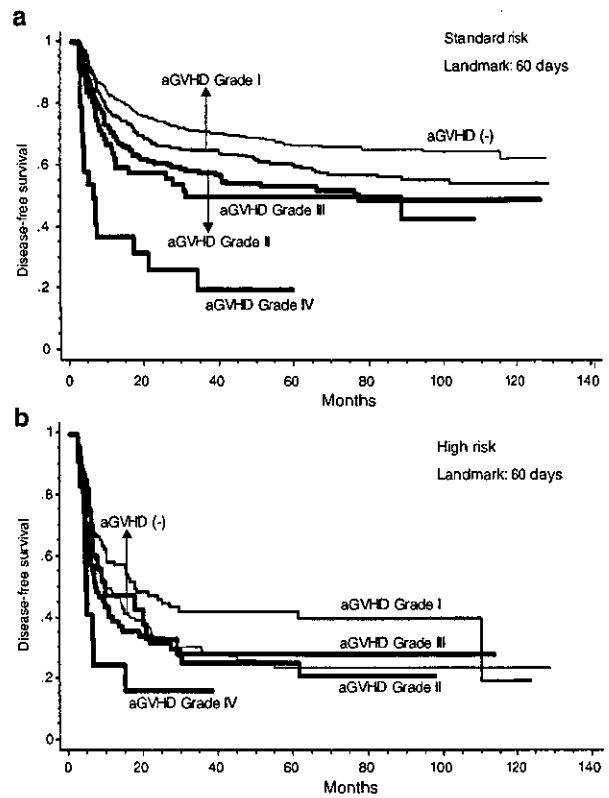 a
Standard risk
Landmark: 60 days
aGVHD Grade I
aGVHD (-)
aGVHD Grade III
aGVHD Grade II
aGVHD Grade IV
Disease-free survival
1
.8
.6
.4
.2
0
0 20 40 60 80 100 120 140
Months
b
High risk
Landmark: 60 days
aGVHD (-)
aGVHD Grade I
aGVHD Grade III
aGVHD Grade II
aGVHD Grade IV
Disease-free survival
1
.8
.6
.4
.2
0
0 20 40 60 80 100 120 140
Months